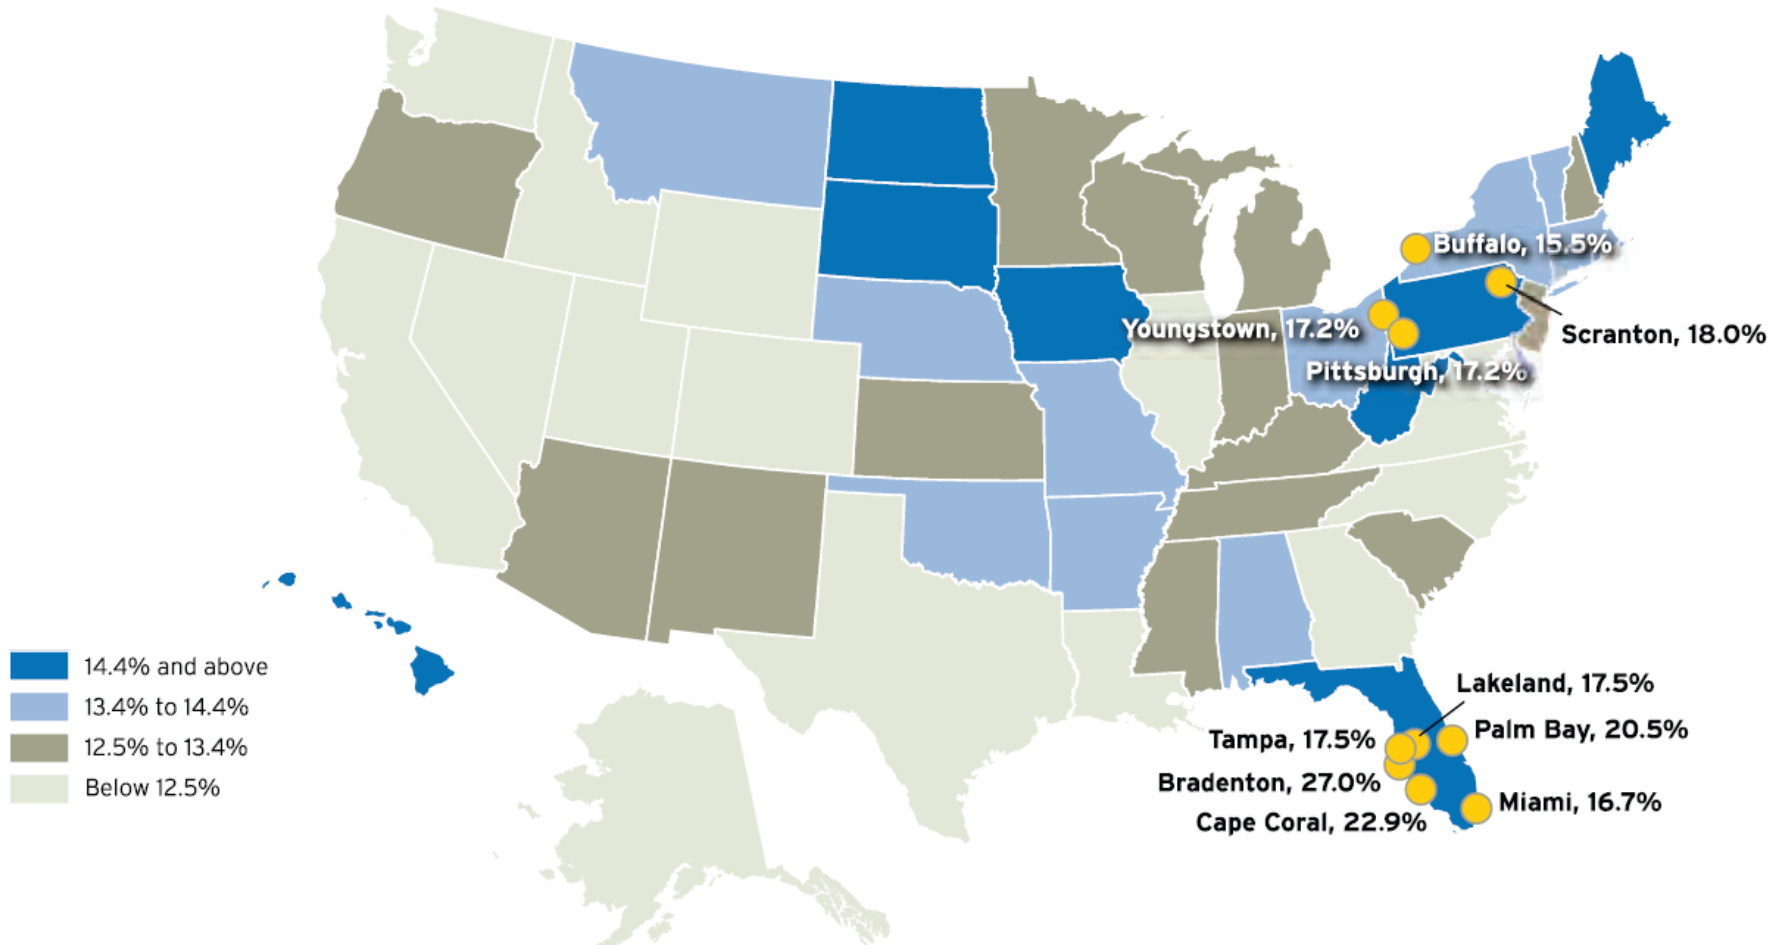 Buffalo, 15.5%
Youngstown, 17.2%
Scranton, 18.0%
Pittsburgh, 17.2%
14.4% and above
13.4% to 14.4%
12.5% to 13.4%
Below 12.5%
Lakeland, 17.5%
Palm Bay, 20.5%
Tampa, 17.5%
Bradenton, 27.0%
Miami, 16.7%
Cape Coral, 22.9%